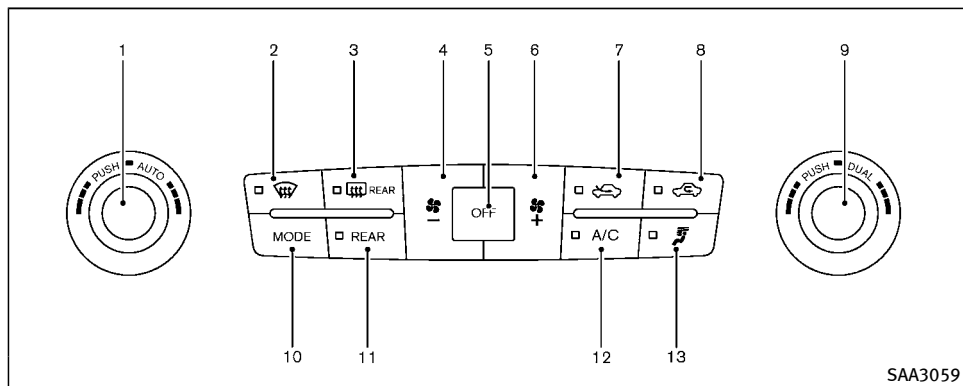 1 2 3 4 5 6 7 8 9
PUSH AUTO
REAR
OFF
PUSH DUAL
MODE
REAR
A/C
10 11 12 13
SAA3059